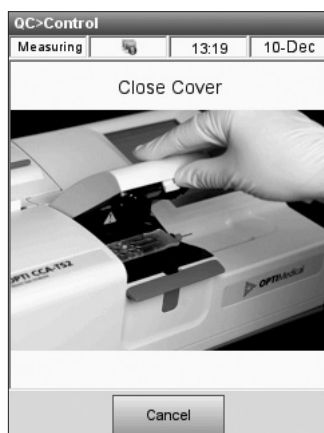 QC>Control
Measuring 13:19 10-Dec
Close Cover
OPTI CCA-TS2
OPTIMedical
Cancel